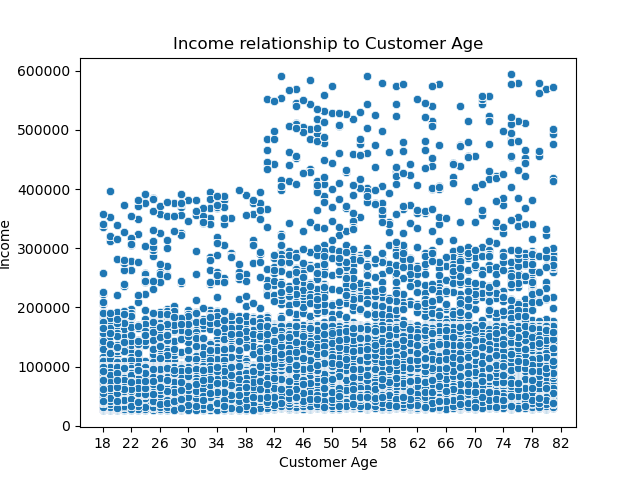 Income relationship to Customer Age
600000
500000
400000
300000
200000
100000
0
Income
18 22 26 30 34 38 42 46 50 54 58 62 66 70 74 78 82
Customer Age